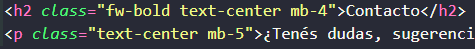 <h2 class="fw-bold text-center mb-4">Contacto</h2>
<p class="text-center mb-5">¿Tenés dudas, sugerenci